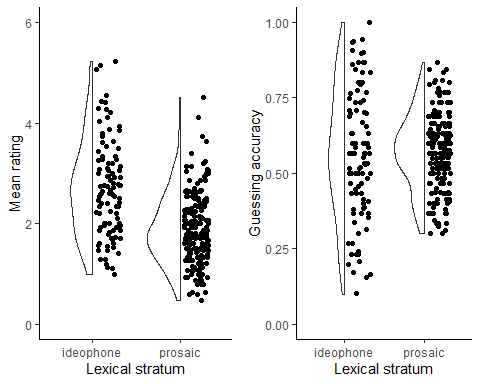 Mean rating
6
4
2
0
ideophone prosaic
Lexical stratum
Guessing accuracy
1.00
0.75
0.50
0.25
0.00
ideophone prosaic
Lexical stratum